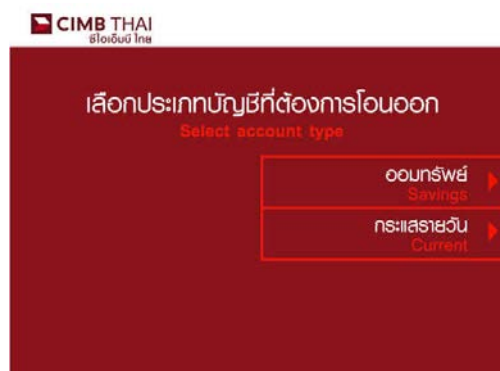 CIMB THAI
ซีไอเอ็มบี ไทย
เลือกประเภทบัญชีที่ต้องการโอนออก
Select account type
ออมทรัพย์
Savings
กระแสรายวัน
Current